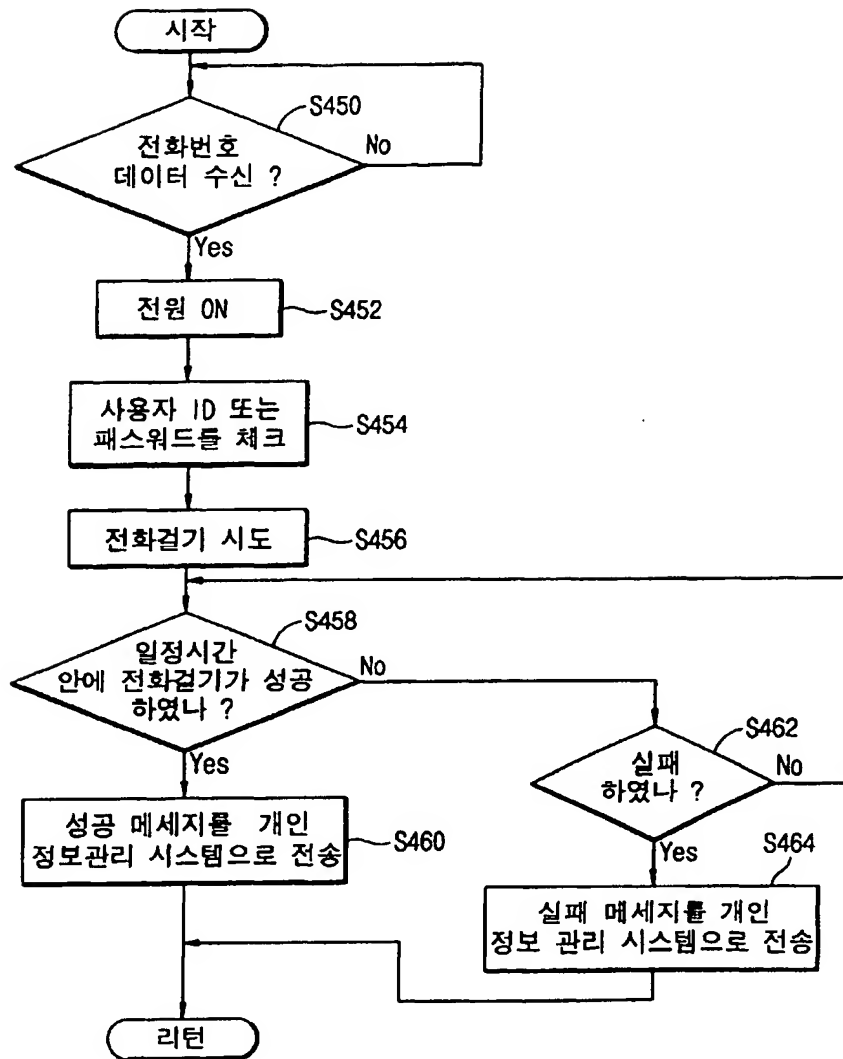 시작
S450
전화번호
데이터 수신 ?
No
Yes
전원 ON
S452
사용자 ID 또는
패스워드를 체크
S454
전화걸기 시도
S456
S458
일정시간
안에 전화걸기가 성공
하였나 ?
No
Yes
S462
실패
하였나 ?
No
Yes
성공 메세지를 개인
정보관리 시스템으로 전송
S460
S464
실패 메세지를 개인
정보 관리 시스템으로 전송
리턴